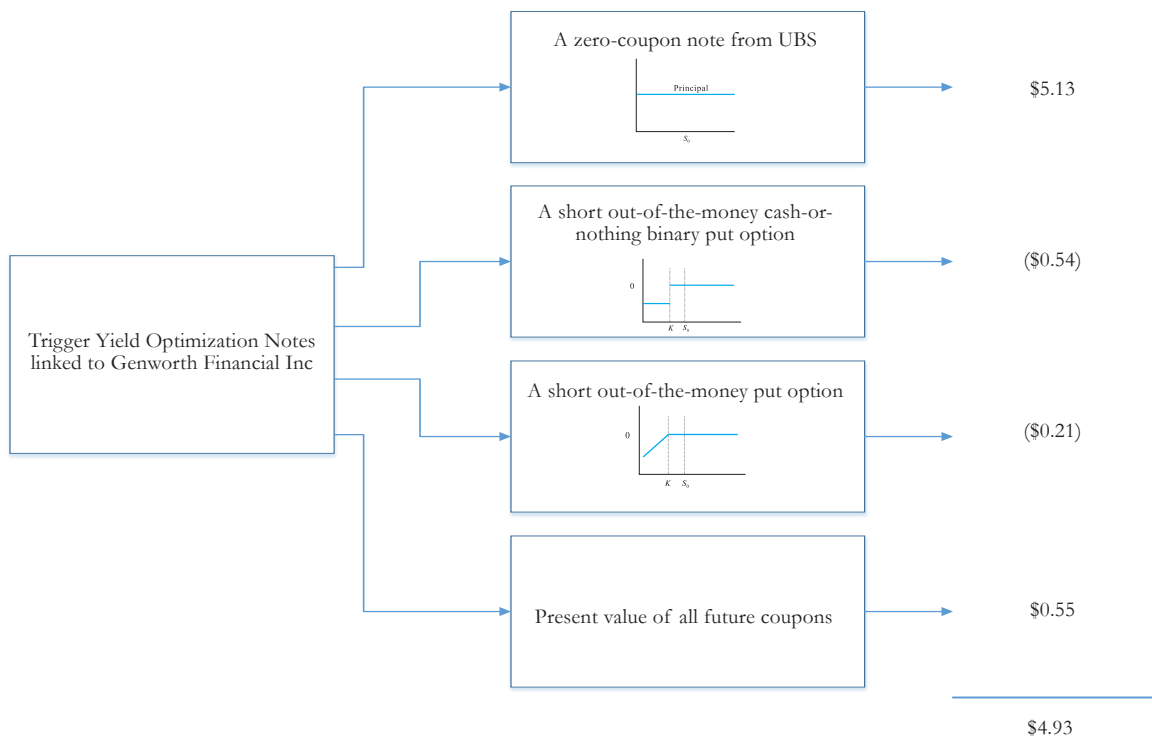 A zero-coupon note from UBS
Principal
S0
$5.13
A short out-of-the-money cash-or-
nothing binary put option
0
K
S0
($0.54)
Trigger Yield Optimization Notes
linked to Genworth Financial Inc
A short out-of-the-money put option
0
K
S0
($0.21)
Present value of all future coupons
$0.55
$4.93